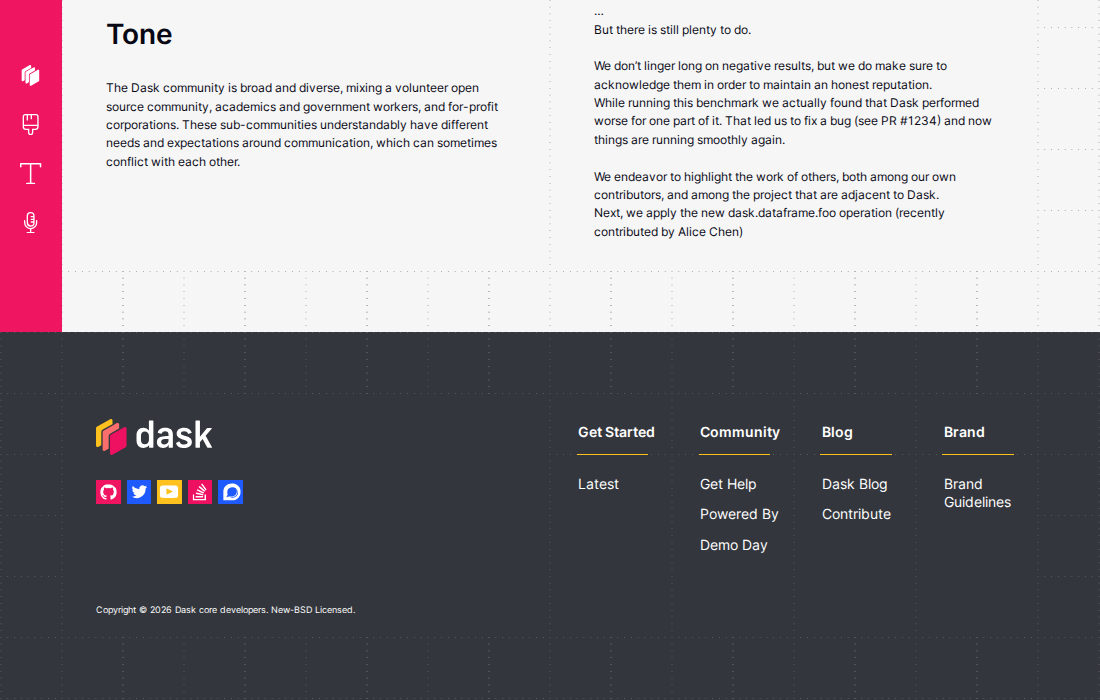 Tone
The Dask community is broad and diverse, mixing a volunteer open
source community, academics and government workers, and for-profit
corporations. These sub-communities understandably have different
needs and expectations around communication, which can sometimes
conflict with each other.
...
But there is still plenty to do.
We don’t linger long on negative results, but we do make sure to
acknowledge them in order to maintain an honest reputation.
While running this benchmark we actually found that Dask performed
worse for one part of it. That led us to fix a bug (see PR #1234) and now
things are running smoothly again.
We endeavor to highlight the work of others, both among our own
contributors, and among the project that are adjacent to Dask.
Next, we apply the new dask.dataframe.foo operation (recently
contributed by Alice Chen)
dask
Get Started
Latest
Community
Get Help
Powered By
Demo Day
Blog
Dask Blog
Contribute
Brand
Brand
Guidelines
Copyright © 2026 Dask core developers. New-BSD Licensed.